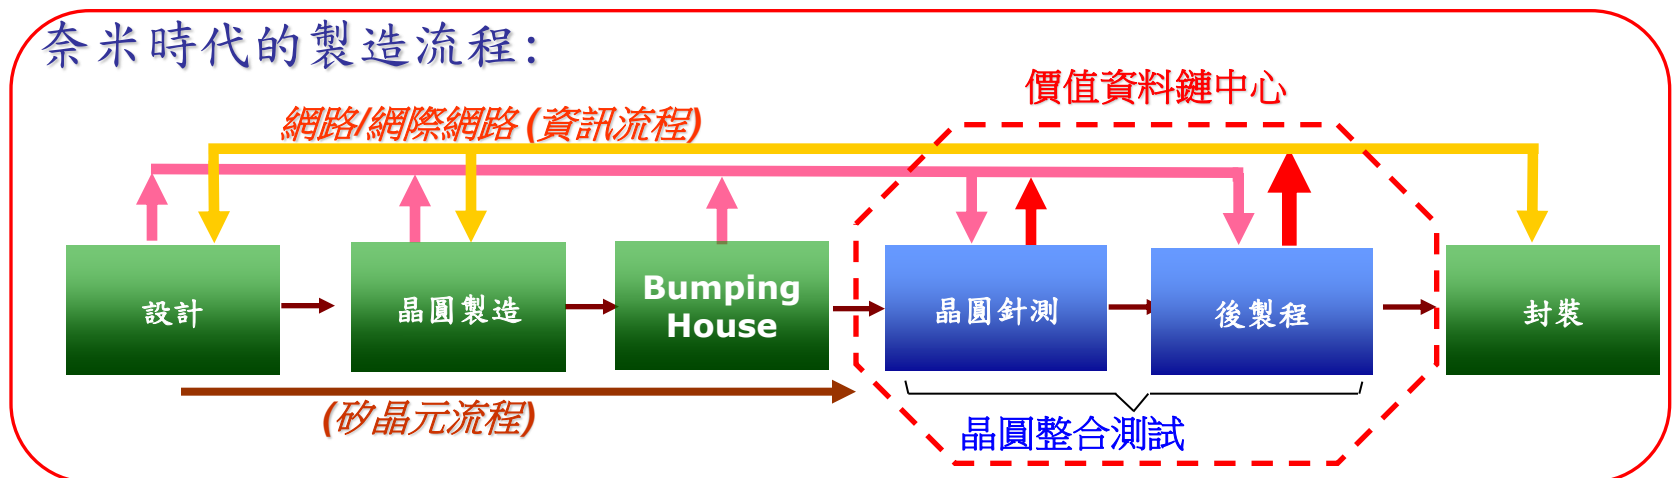 奈米時代的製造流程:
價值資料鏈中心
網路/網際網路 (資訊流程)
設計
晶圓製造
Bumping
House
晶圓針測
後製程
封裝
(矽晶元流程)
晶圓整合測試